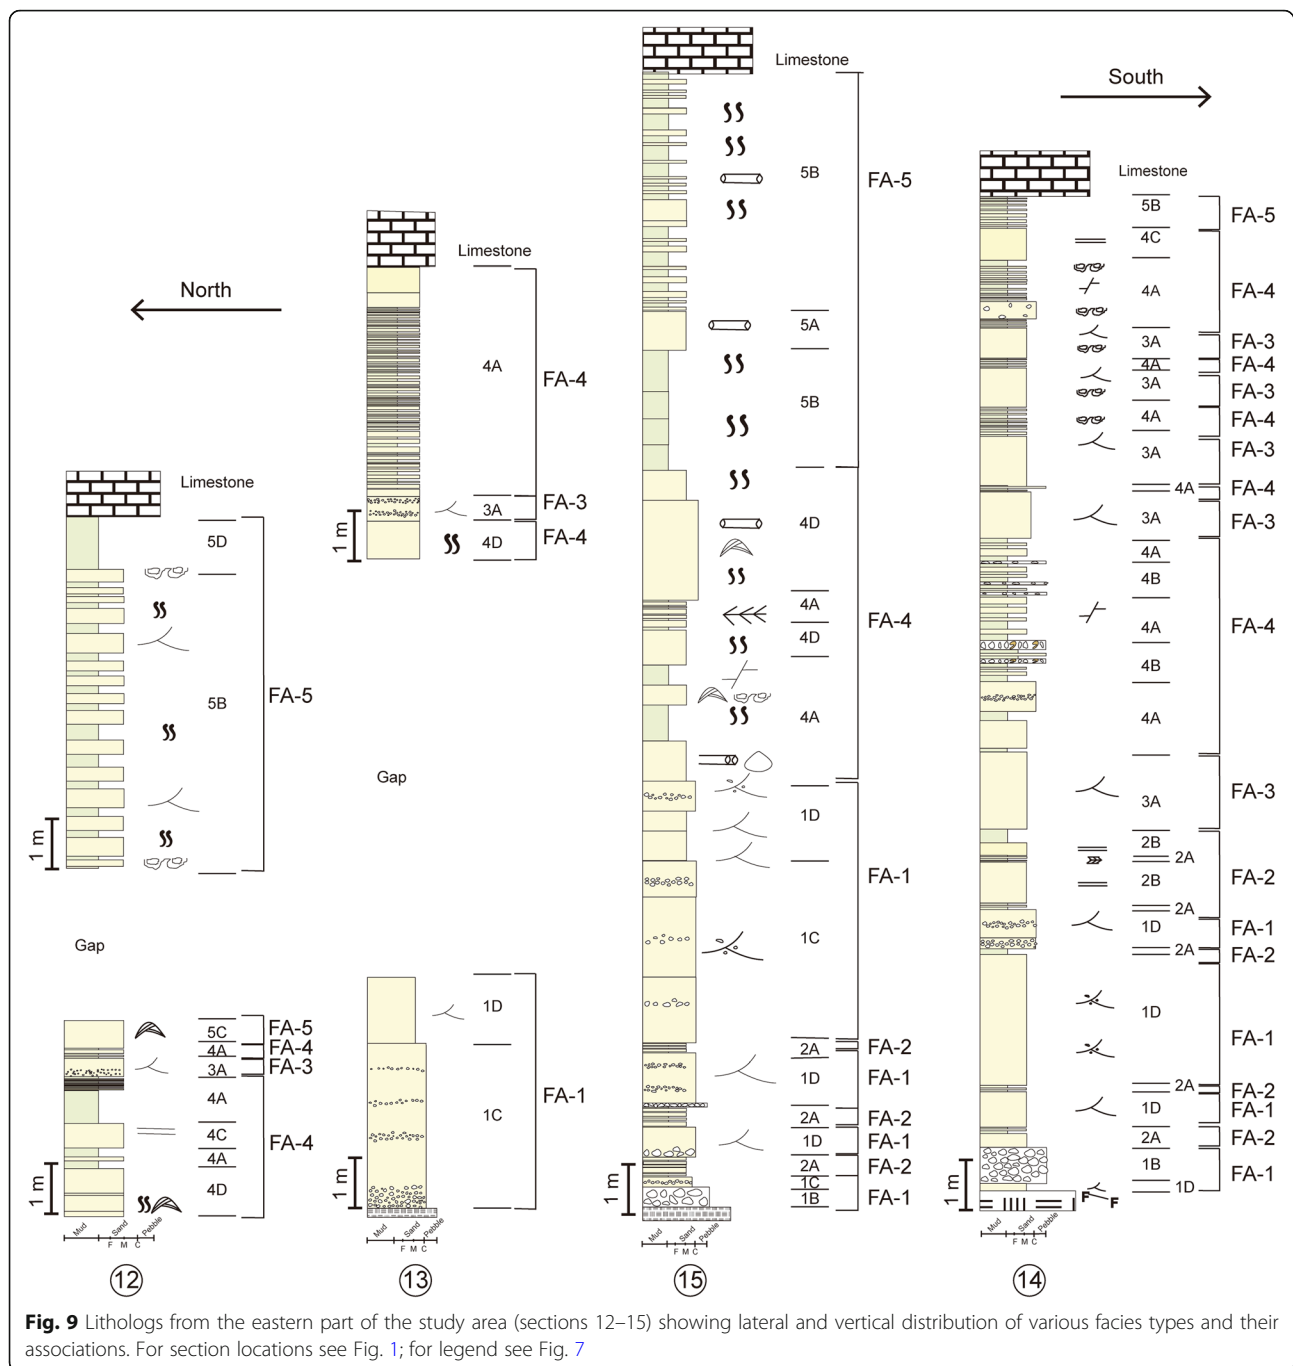 North
South
Limestone
5D
5B
FA-5
1 m
Gap
5C
FA-5
4A
FA-4
3A
FA-3
4A
4C
4A
4D
FA-4
1 m
Mud
Sand
Pebble
F M C
12
Limestone
4A
FA-4
3A
FA-3
4D
FA-4
1 m
Gap
1D
1C
FA-1
1 m
Mud
Sand
Pebble
F M C
13
Limestone
5B
5A
5B
FA-5
4D
4A
4D
4A
FA-4
1D
1C
FA-1
2A
FA-2
1D
FA-1
2A
FA-2
1D
FA-1
2A
FA-2
1C
1B
FA-1
1 m
Mud
Sand
Pebble
F M C
15
Limestone
5B
FA-5
4C
4A
FA-4
3A
FA-3
4A
FA-4
3A
FA-3
4A
FA-4
3A
FA-3
4A
FA-4
3A
FA-3
4A
4B
4A
4B
4A
FA-4
3A
FA-3
2B
2A
2B
2A
FA-2
1D
FA-1
2A
FA-2
1D
FA-1
2A
FA-2
1D
FA-1
2A
FA-2
1B
1D
FA-1
F
F
1 m
Mud
Sand
Pebble
F M C
14
Fig. 9 Lithologs from the eastern part of the study area (sections 12–15) showing lateral and vertical distribution of various facies types and their
associations. For section locations see Fig. 1; for legend see Fig. 7